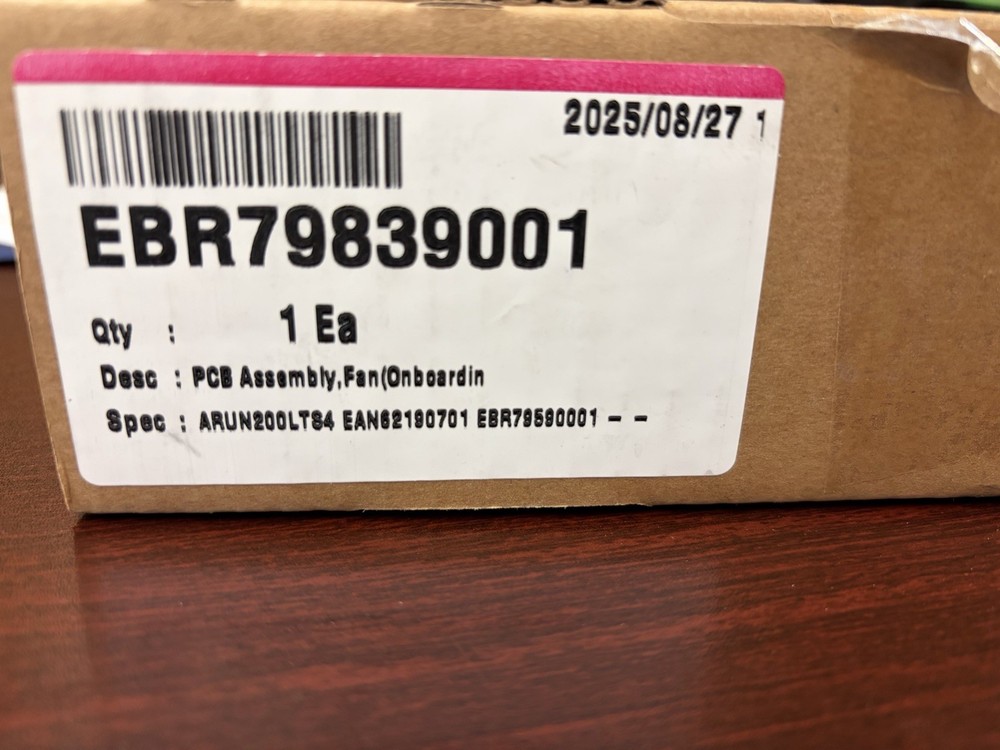 2025/08/27 1
EBR79839001
Qty : 1 Ea
Desc : PCB Assembly,Fan(Onboardin
Spec : ARUN200LTS4 EAN62190701 EBR79590001 - -